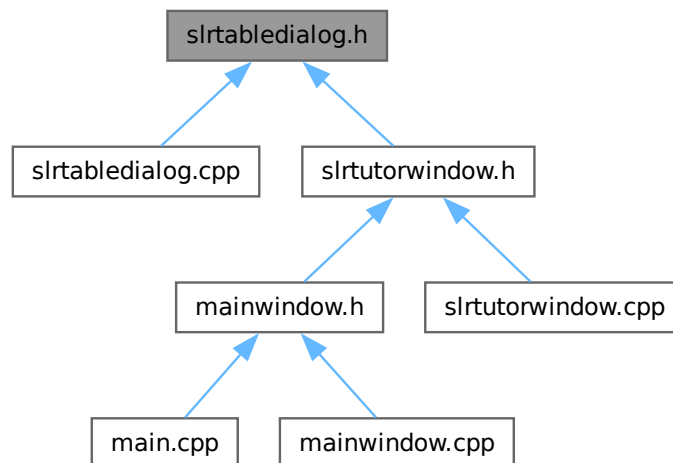 slrtabledialog.h
slrtabledialog.cpp
slrtutorwindow.h
mainwindow.h
slrtutorwindow.cpp
main.cpp
mainwindow.cpp